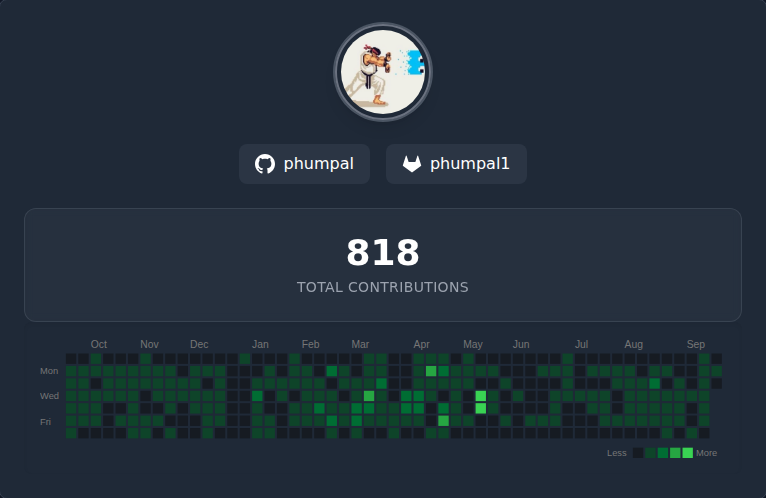 phumpal phumpal1
818
TOTAL CONTRIBUTIONS
Oct Nov Dec Jan Feb Mar Apr May Jun Jul Aug Sep
Mon
Wed
Fri
Less More